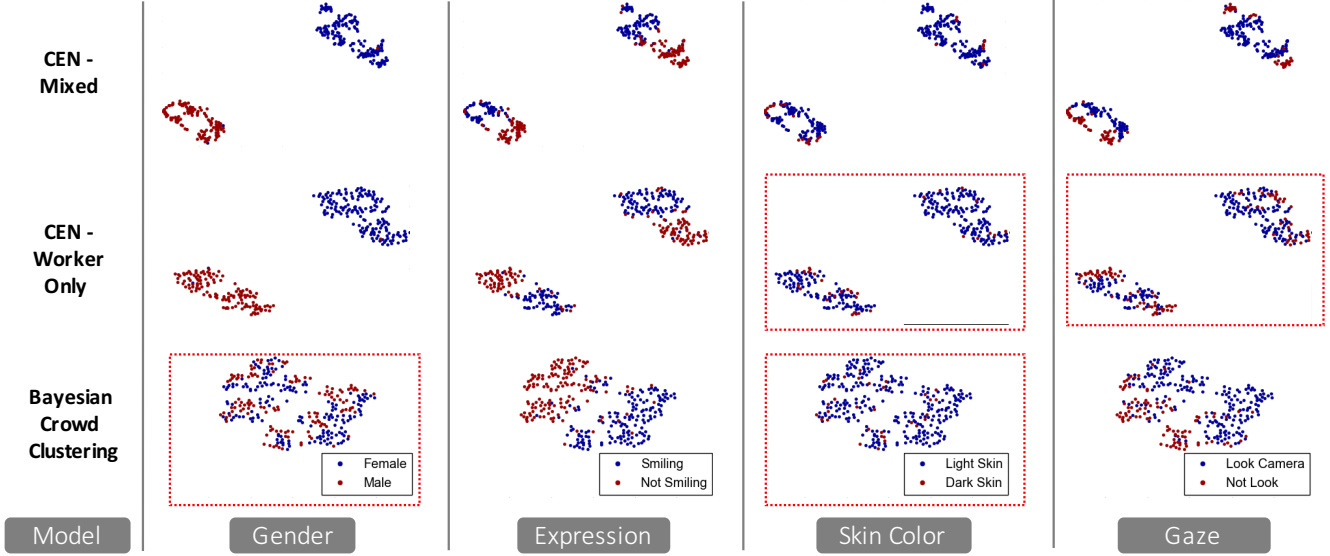 CEN -
Mixed
CEN -
Worker
Only
Bayesian
Crowd
Clustering
Female
Male
Smiling
Not Smiling
Light Skin
Dark Skin
Look Camera
Not Look
Model
Gender
Expression
Skin Color
Gaze